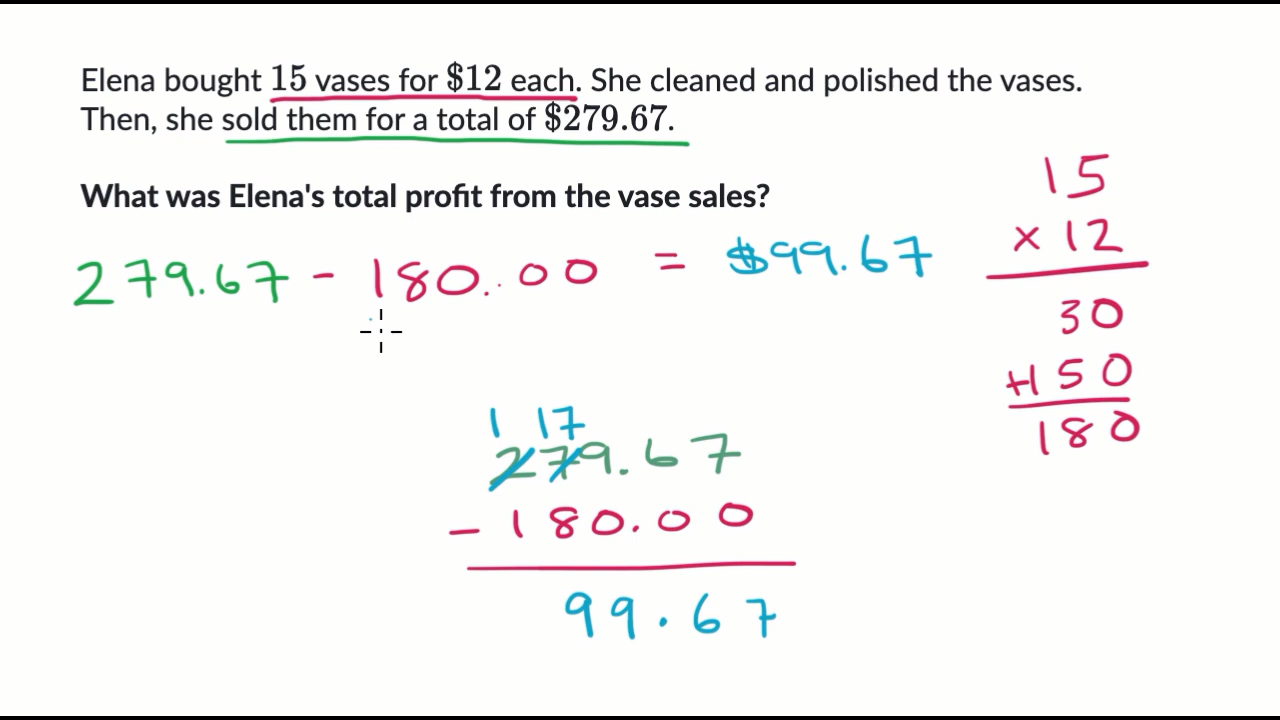 Elena bought 15 vases for $12 each. She cleaned and polished the vases.
Then, she sold them for a total of $279.67.
What was Elena's total profit from the vase sales?
279.67 - 180.00 = $99.67
15
× 12
30
+150
180
1 17
279.67
- 180.00
99.67